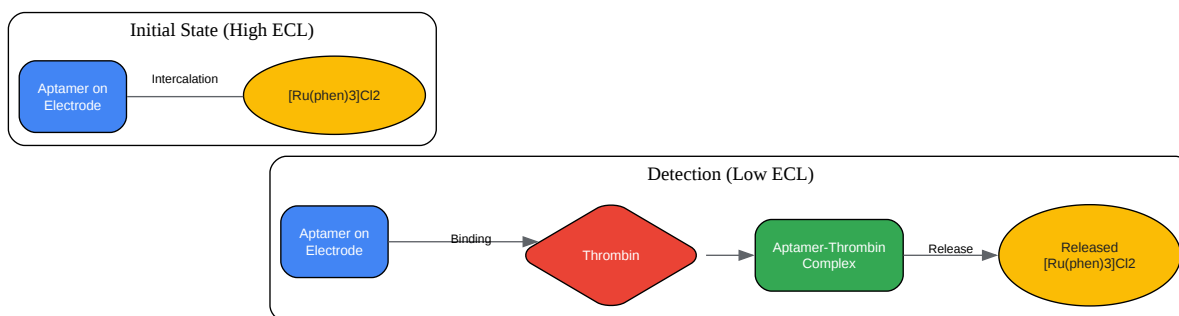 Initial State (High ECL)
Aptamer on
Electrode
Intercalation
[Ru(phen)3]Cl2
Detection (Low ECL)
Aptamer on
Electrode
Binding
Thrombin
Aptamer-Thrombin
Complex
Release
Released
[Ru(phen)3]Cl2